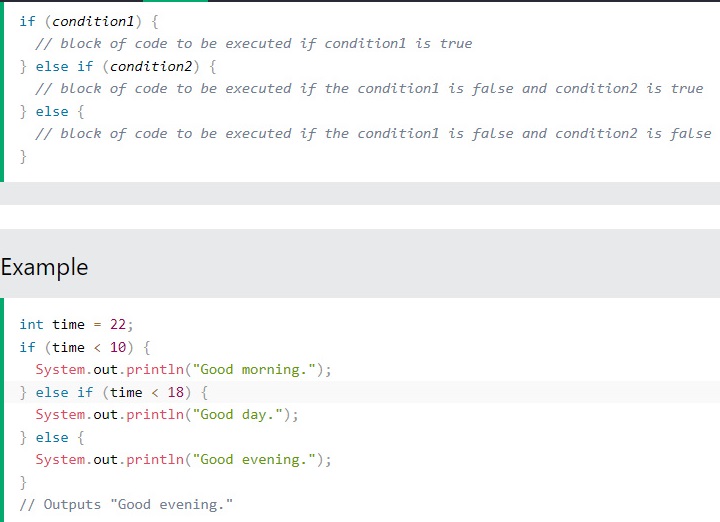 if (condition1) {
  // block of code to be executed if condition1 is true
} else if (condition2) {
  // block of code to be executed if the condition1 is false and condition2 is true
} else {
  // block of code to be executed if the condition1 is false and condition2 is false
}
Example
int time = 22;
if (time < 10) {
  System.out.println("Good morning.");
} else if (time < 18) {
  System.out.println("Good day.");
} else {
  System.out.println("Good evening.");
}
// Outputs "Good evening."